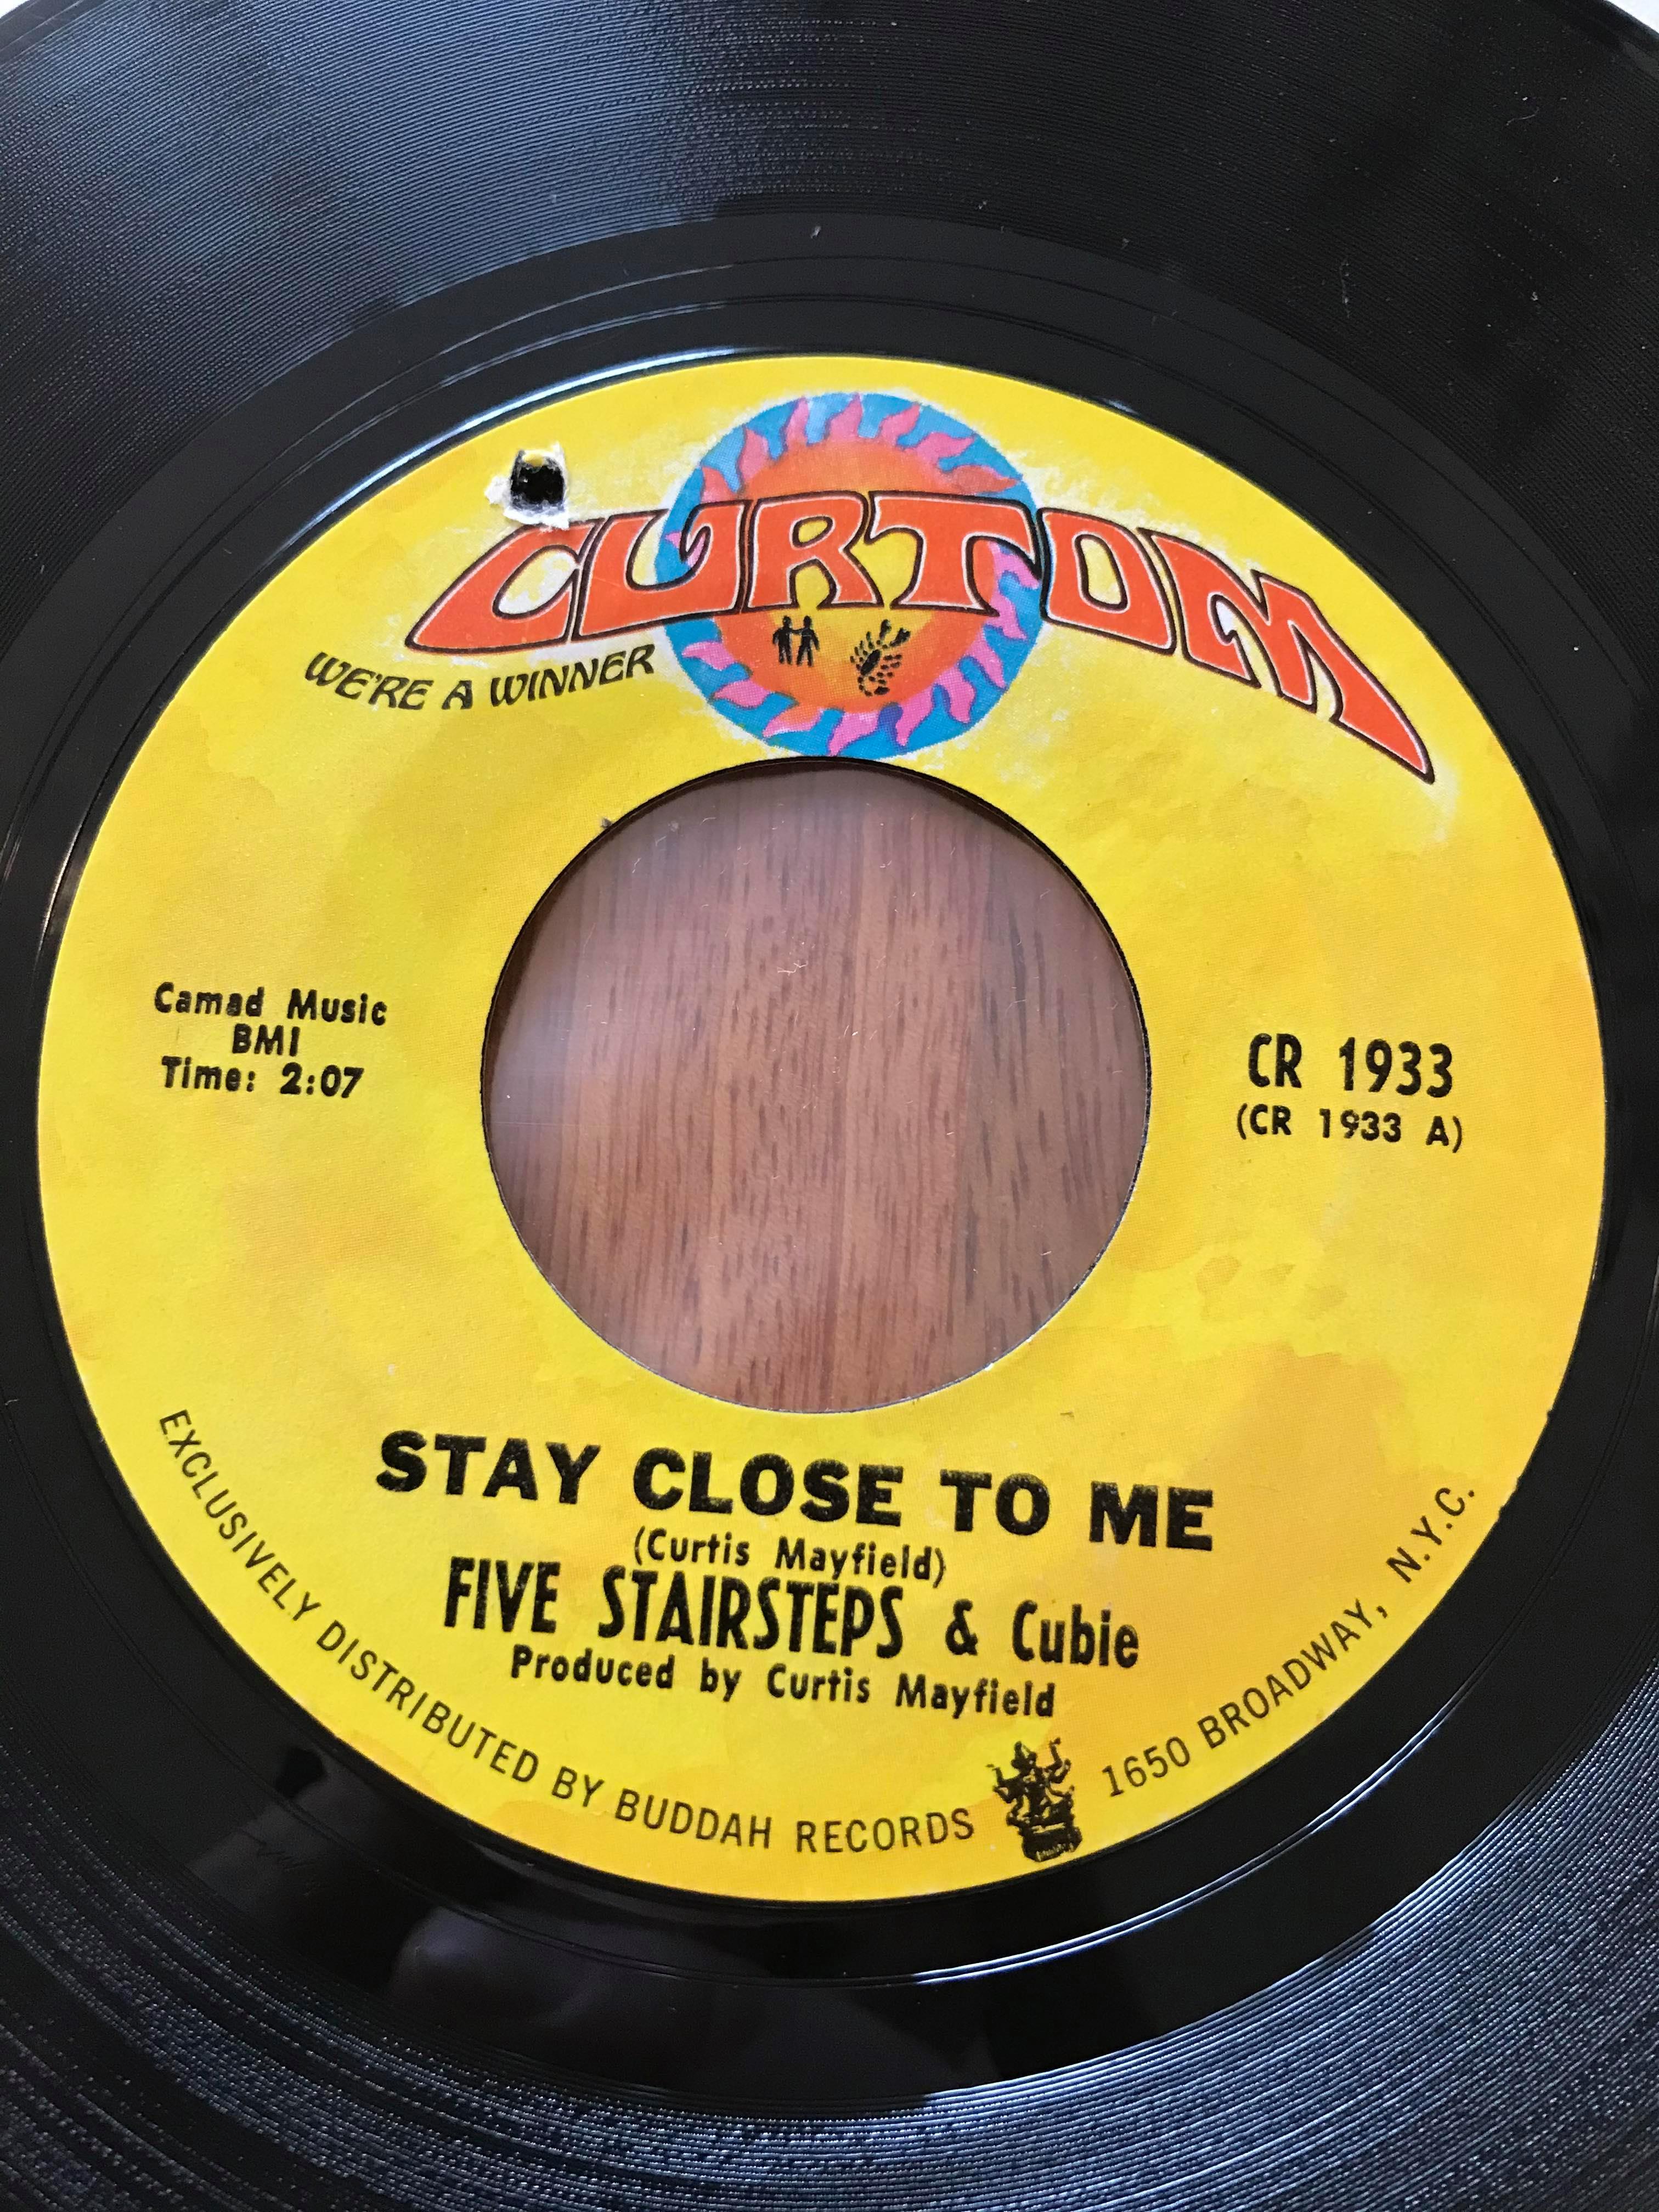 CURTOM
WE'RE A WINNER
Camad Music
BMI
Time: 2:07
CR 1933
(CR 1933 A)
STAY CLOSE TO ME
(Curtis Mayfield)
FIVE STAIRSTEPS & Cubie
Produced by Curtis Mayfield
EXCLUSIVELY DISTRIBUTED BY BUDDAH RECORDS 1650 BROADWAY, N.Y.C.